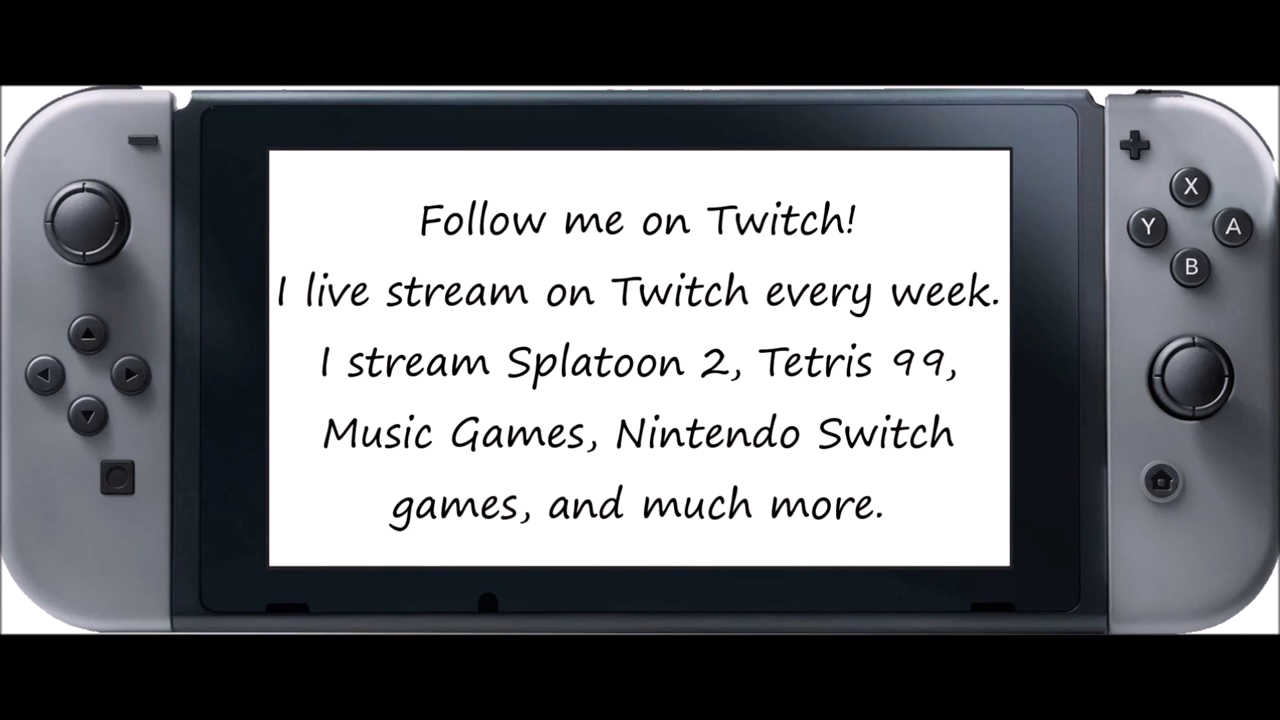 Follow me on Twitch!
I live stream on Twitch every week.
I stream Splatoon 2, Tetris 99,
Music Games, Nintendo Switch
games, and much more.
X
Y A
B